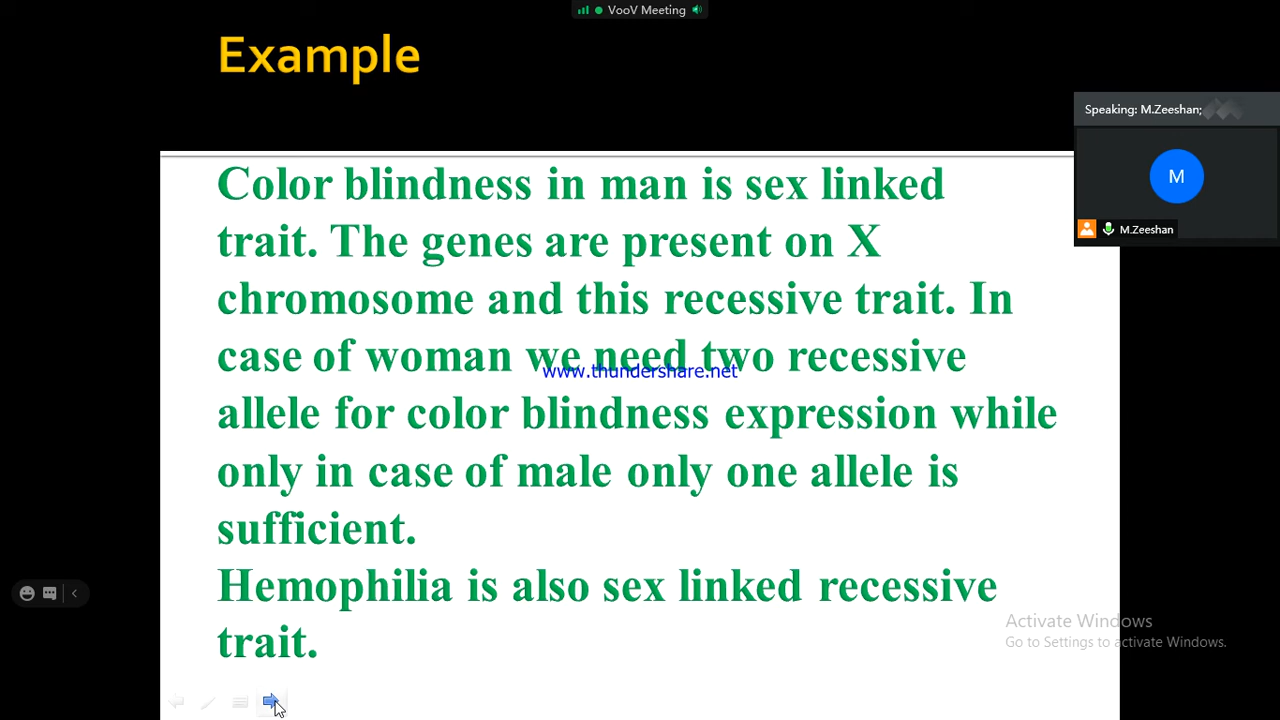 VooV Meeting
Example
Speaking: M.Zeeshan;
M
M.Zeeshan
Color blindness in man is sex linked
trait. The genes are present on X
chromosome and this recessive trait. In
case of woman we need two recessive
www.thundershare.net
allele for color blindness expression while
only in case of male only one allele is
sufficient.
Hemophilia is also sex linked recessive
trait.
Activate Windows
Go to Settings to activate Windows.